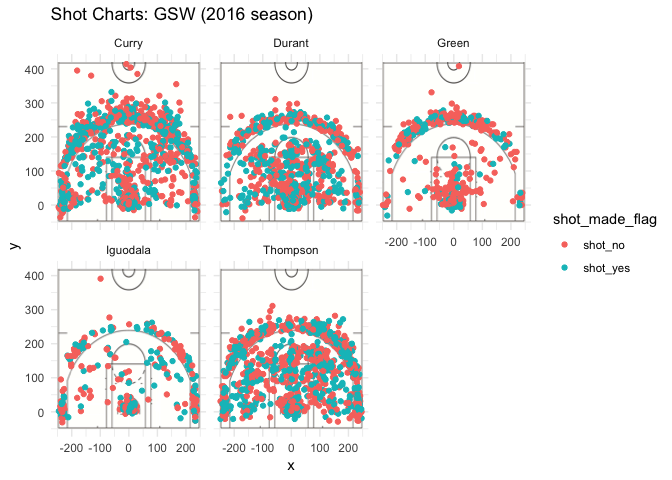 Shot Charts: GSW (2016 season)
Curry Durant Green
400
300
200
100
0
-200 -100 0 100 200
y
Iguodala Thompson
400
300
200
100
0
-200 -100 0 100 200 -200 -100 0 100 200
x
shot_made_flag
shot_no
shot_yes